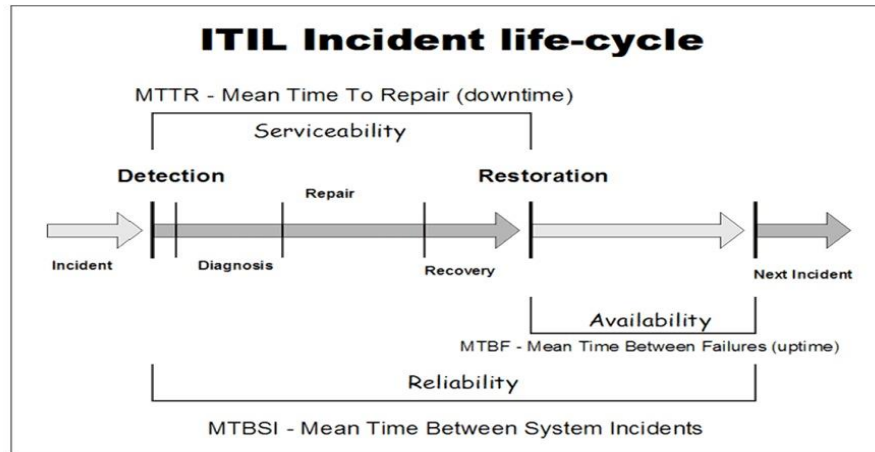 ITIL Incident life-cycle
MTTR - Mean Time To Repair (downtime)
Serviceability
Detection
Restoration
Repair
Incident
Diagnosis
Recovery
Next Incident
Availability
MTBF - Mean Time Between Failures (uptime)
Reliability
MTBSI - Mean Time Between System Incidents